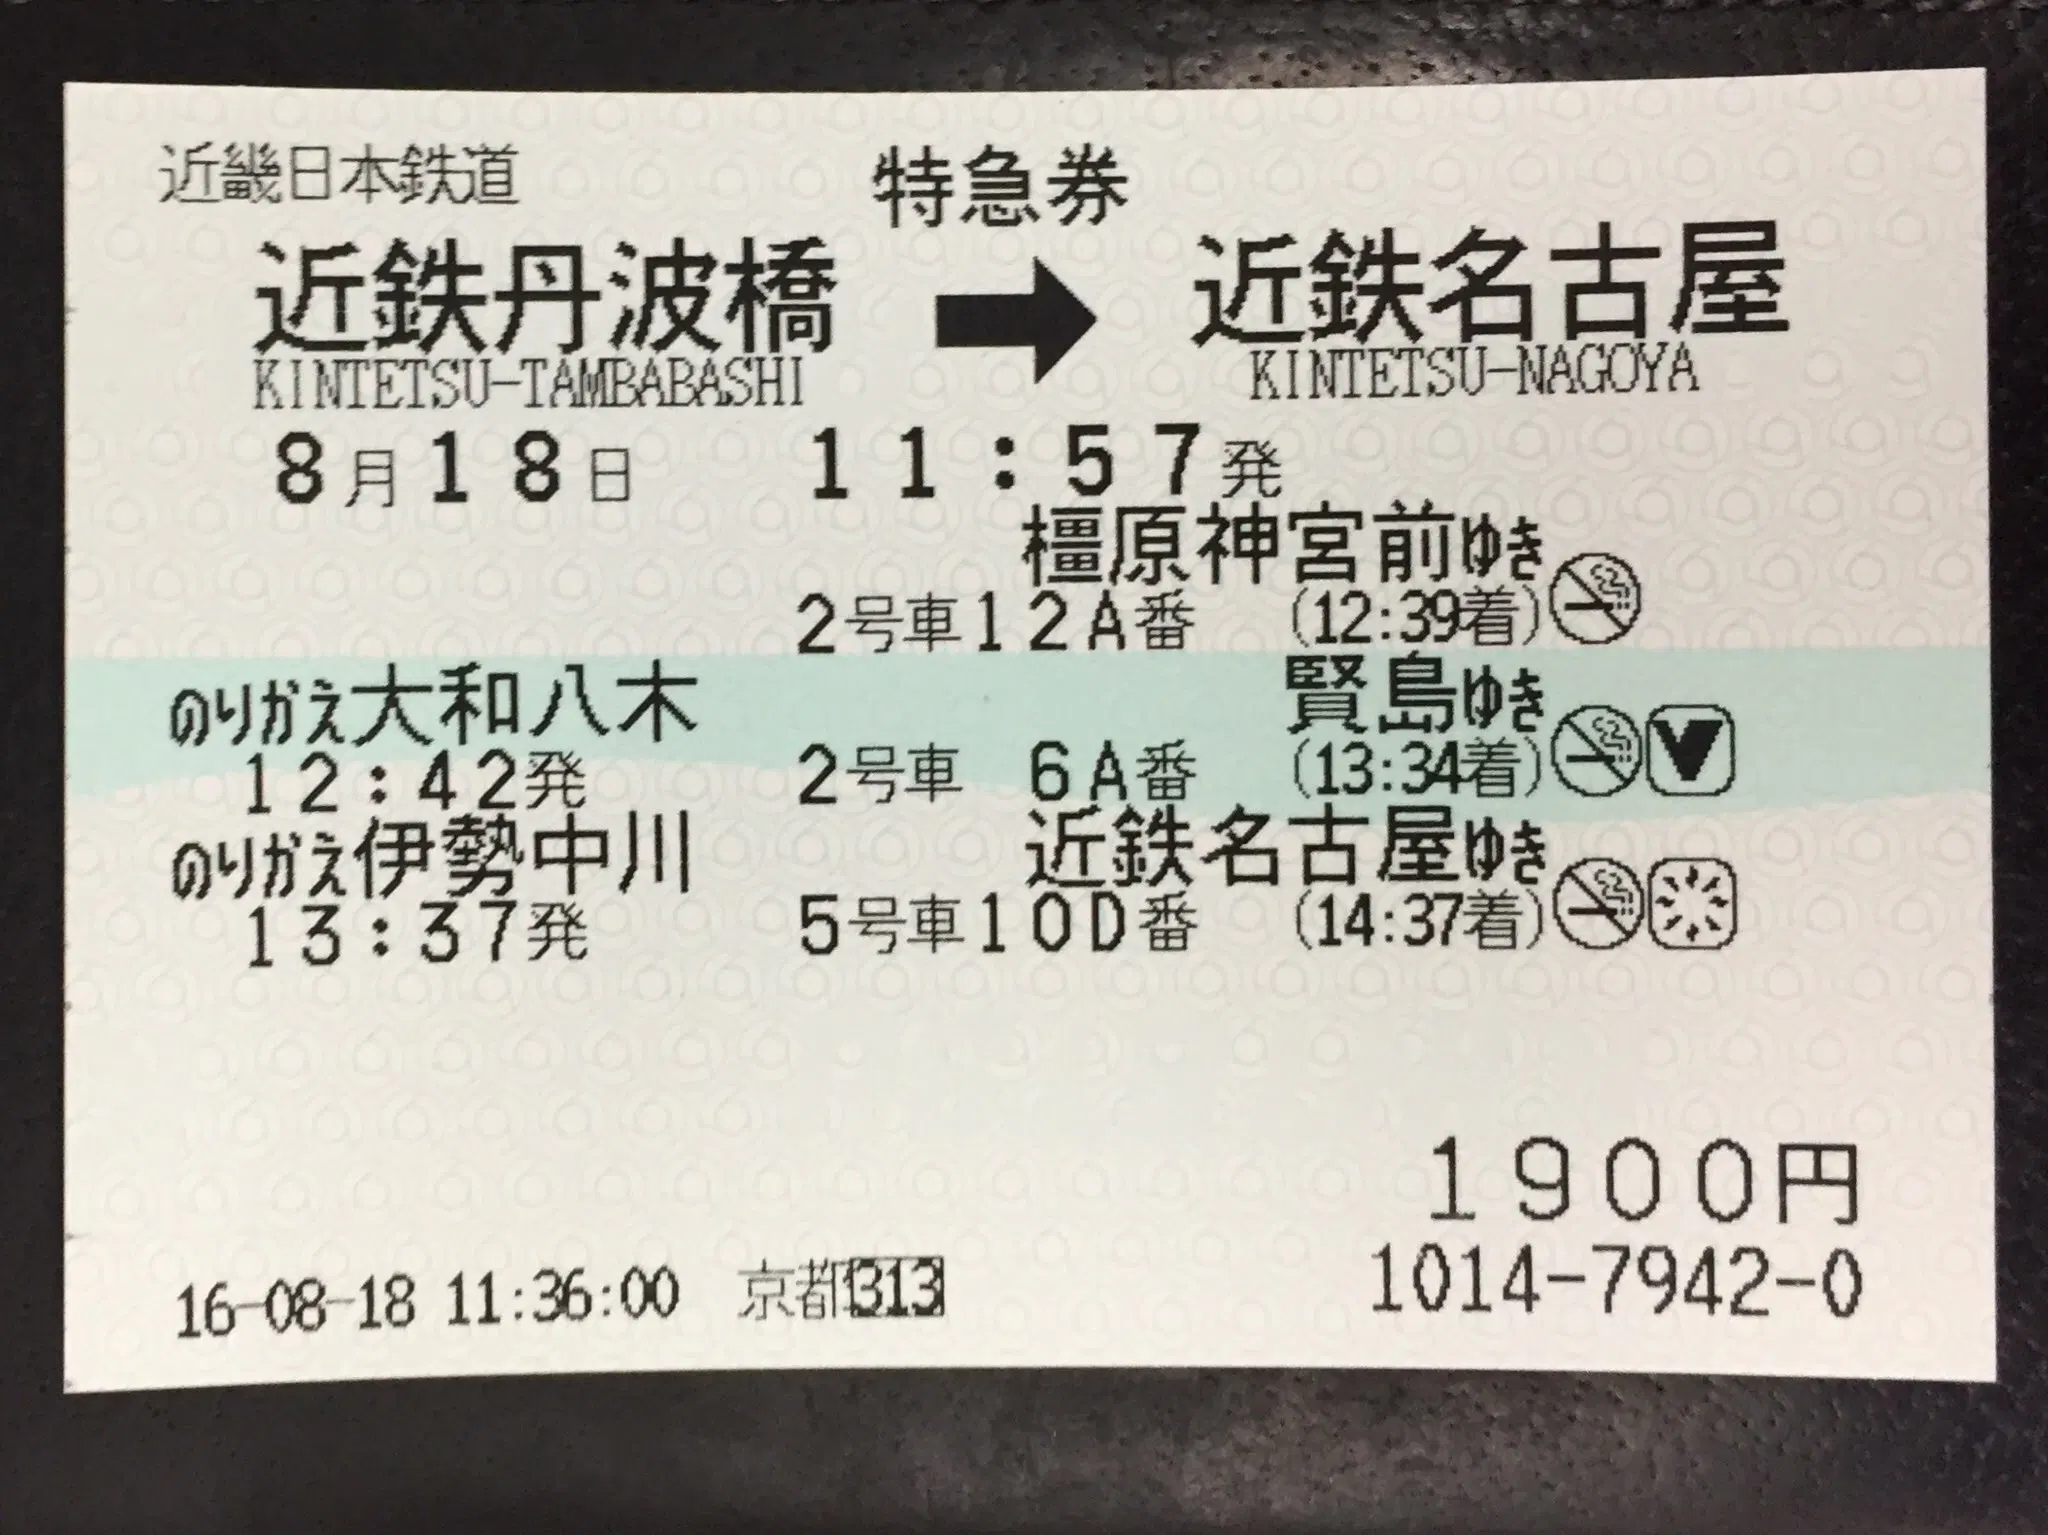 近畿日本鉄道 特急券
近鉄丹波橋 ➡ 近鉄名古屋
KINTETSU-TAMBABASHI KINTETSU-NAGOYA
8月18日 11:57発
橿原神宮前ゆき
2号車12A番 (12:39着)
のりかえ大和八木 賢島ゆき
12:42発 2号車 6A番 (13:34着) V
のりかえ伊勢中川 近鉄名古屋ゆき
13:37発 5号車10D番 (14:37着)
1900円
16-08-18 11:36:00 京都313 1014-7942-0